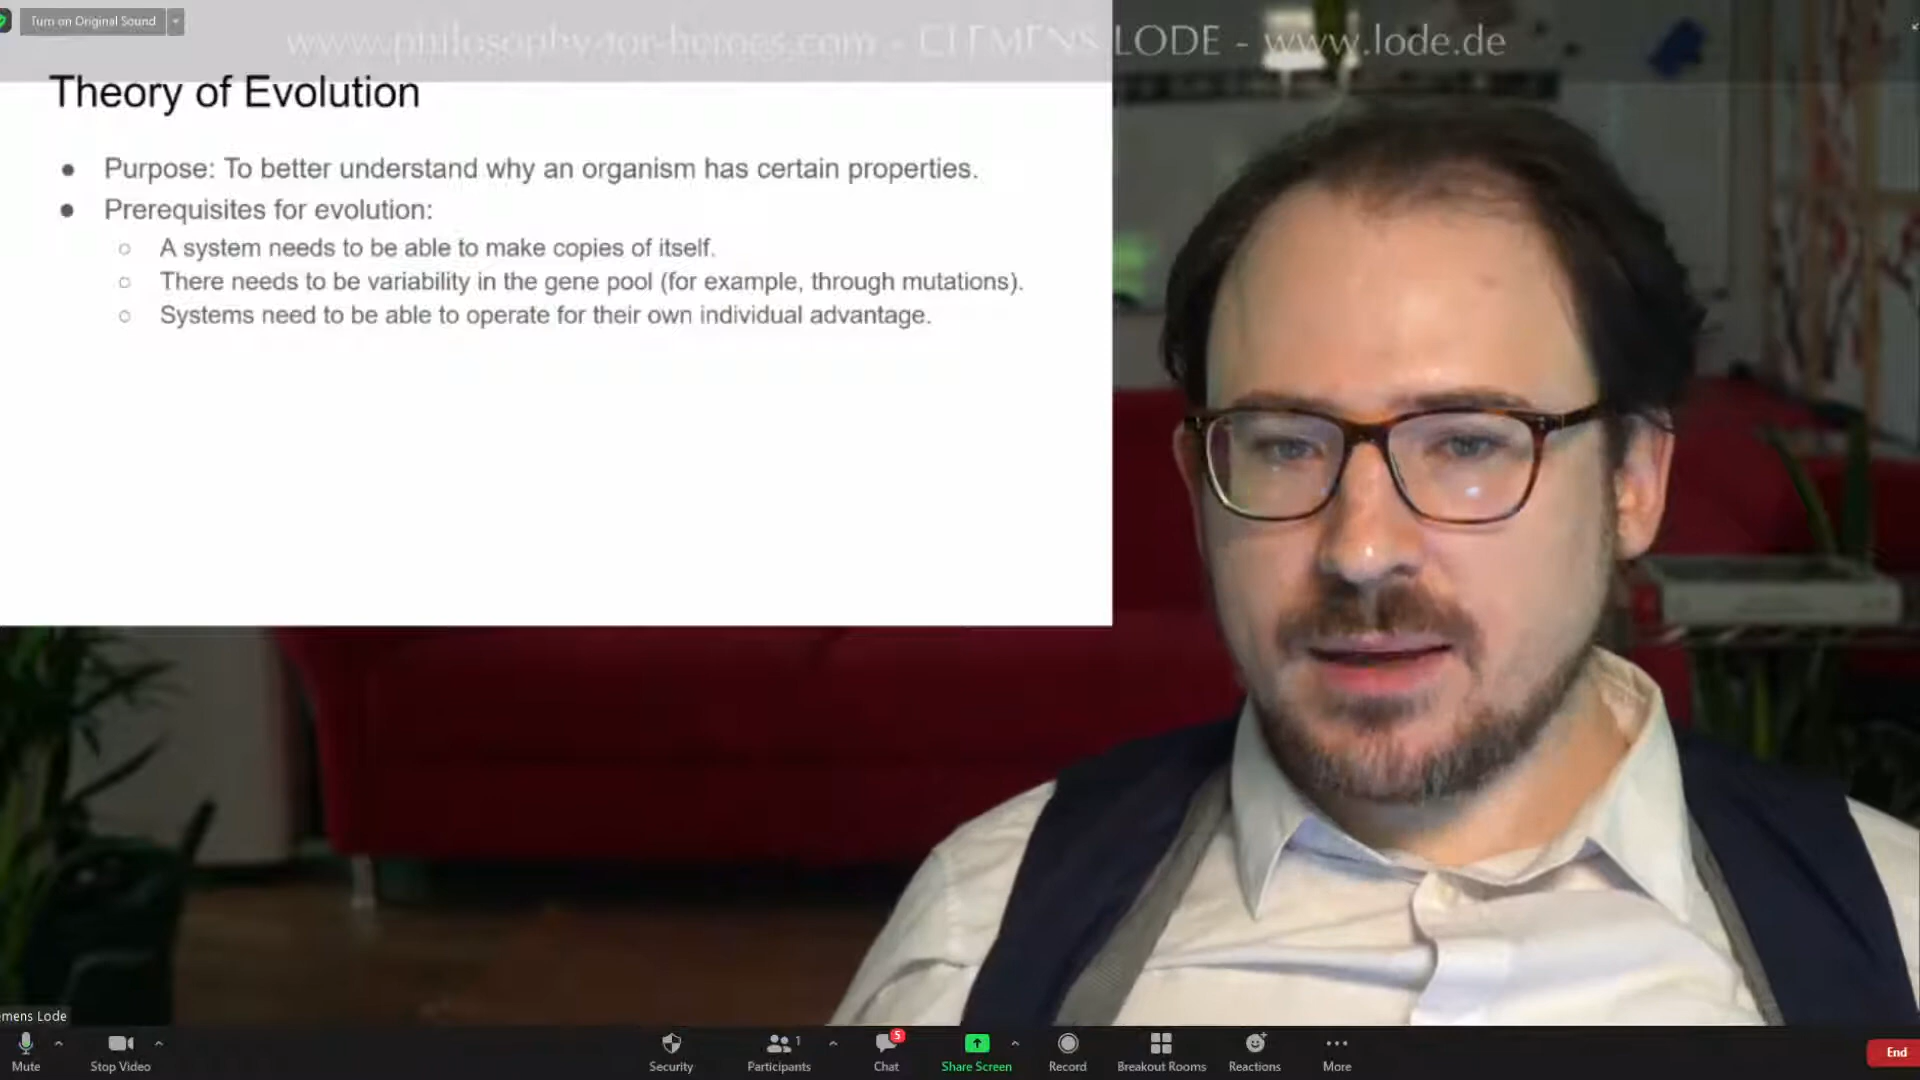 Turn on Original Sound
www.philosophy-for-heroes.com - CLEMENS LODE - www.lode.de
Theory of Evolution
● Purpose: To better understand why an organism has certain properties.
● Prerequisites for evolution:
○ A system needs to be able to make copies of itself.
○ There needs to be variability in the gene pool (for example, through mutations).
○ Systems need to be able to operate for their own individual advantage.
mens Lode
Mute
Stop Video
Security
1
Participants
5
Chat
Share Screen
Record
Breakout Rooms
Reactions
More
End